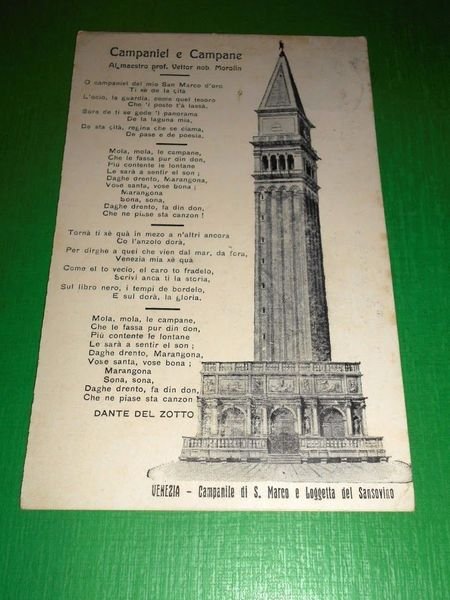 Campaniel e Campane
Al maestro prof. Vettor nob. Morolin
O campaniel del mio San Marco d'oro
Ti xè de la çità
L'ocio, la guardia, come quel tesoro
Che 'l posto t'à lassà.
Sora de ti se gode 'l panorama
De la laguna mia,
De sta çità, regina che se ciama,
De pase e de poesia.
Mola, mola, le campane,
Che le fassa pur din don,
Più contente le lontane
Le sarà a sentir el son ;
Daghe drento, Marangona,
Vose santa, vose bona ;
Marangona
Sona, sona,
Daghe drento, fa din don,
Che ne piase sta canzon !
Tornà ti xè quà in mezo a n'altri ancora
Co l'anzolo dorà,
Per dirghe a quei che vien dal mar, da fora,
Venezia mia xè quà
Come el to vecio, el caro to fradelo,
Scrivi anca ti la storia,
Sul libro nero, i tempi de bordelo,
E sul dorà, la gloria.
Mola, mola, le campane,
Che le fassa pur din don,
Più contente le lontane
Le sarà a sentir el son ;
Daghe drento, Marangona,
Vose santa, vose bona ;
Marangona
Sona, sona,
Daghe drento, fa din don,
Che ne piase sta canzon
DANTE DEL ZOTTO
VENEZIA - Campanile di S. Marco e Loggetta del Sansovino